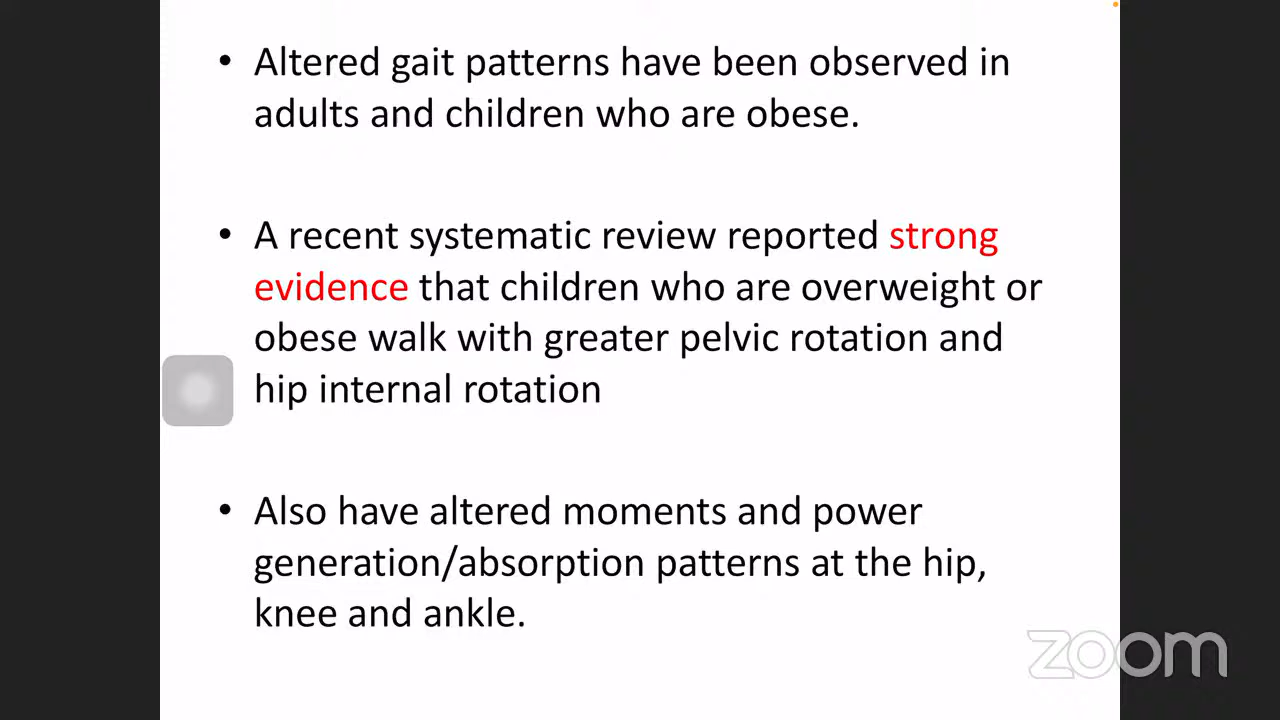 • Altered gait patterns have been observed in
adults and children who are obese.
• A recent systematic review reported strong
evidence that children who are overweight or
obese walk with greater pelvic rotation and
hip internal rotation
• Also have altered moments and power
generation/absorption patterns at the hip,
knee and ankle.
zoom